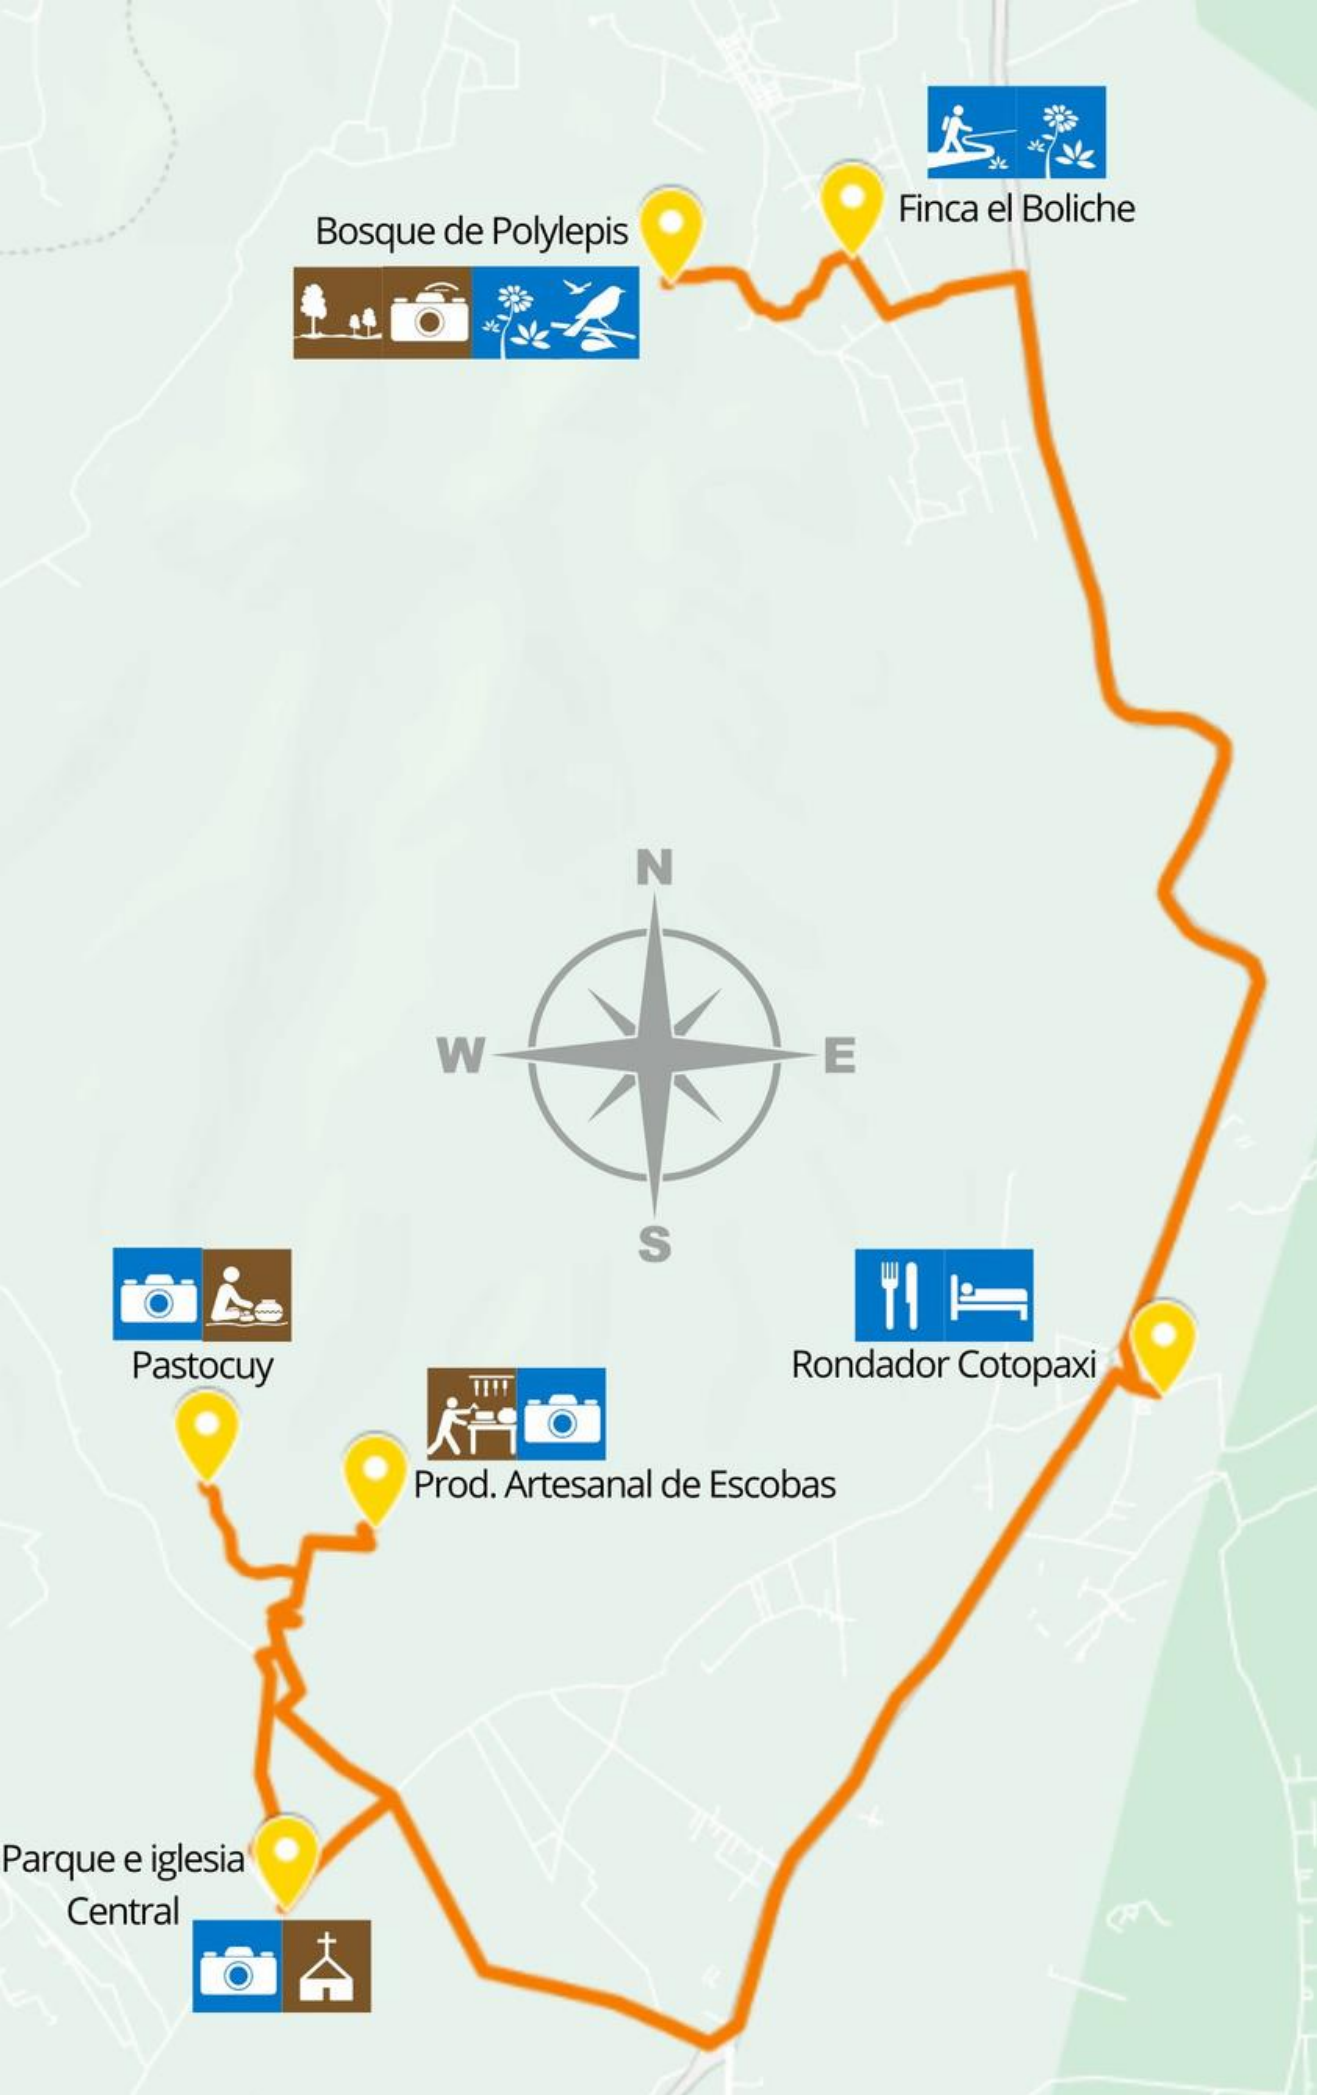 Finca el Boliche
Bosque de Polylepis
N
W
E
S
Pastocuy
Rondador Cotopaxi
Prod. Artesanal de Escobas
Parque e iglesia
Central